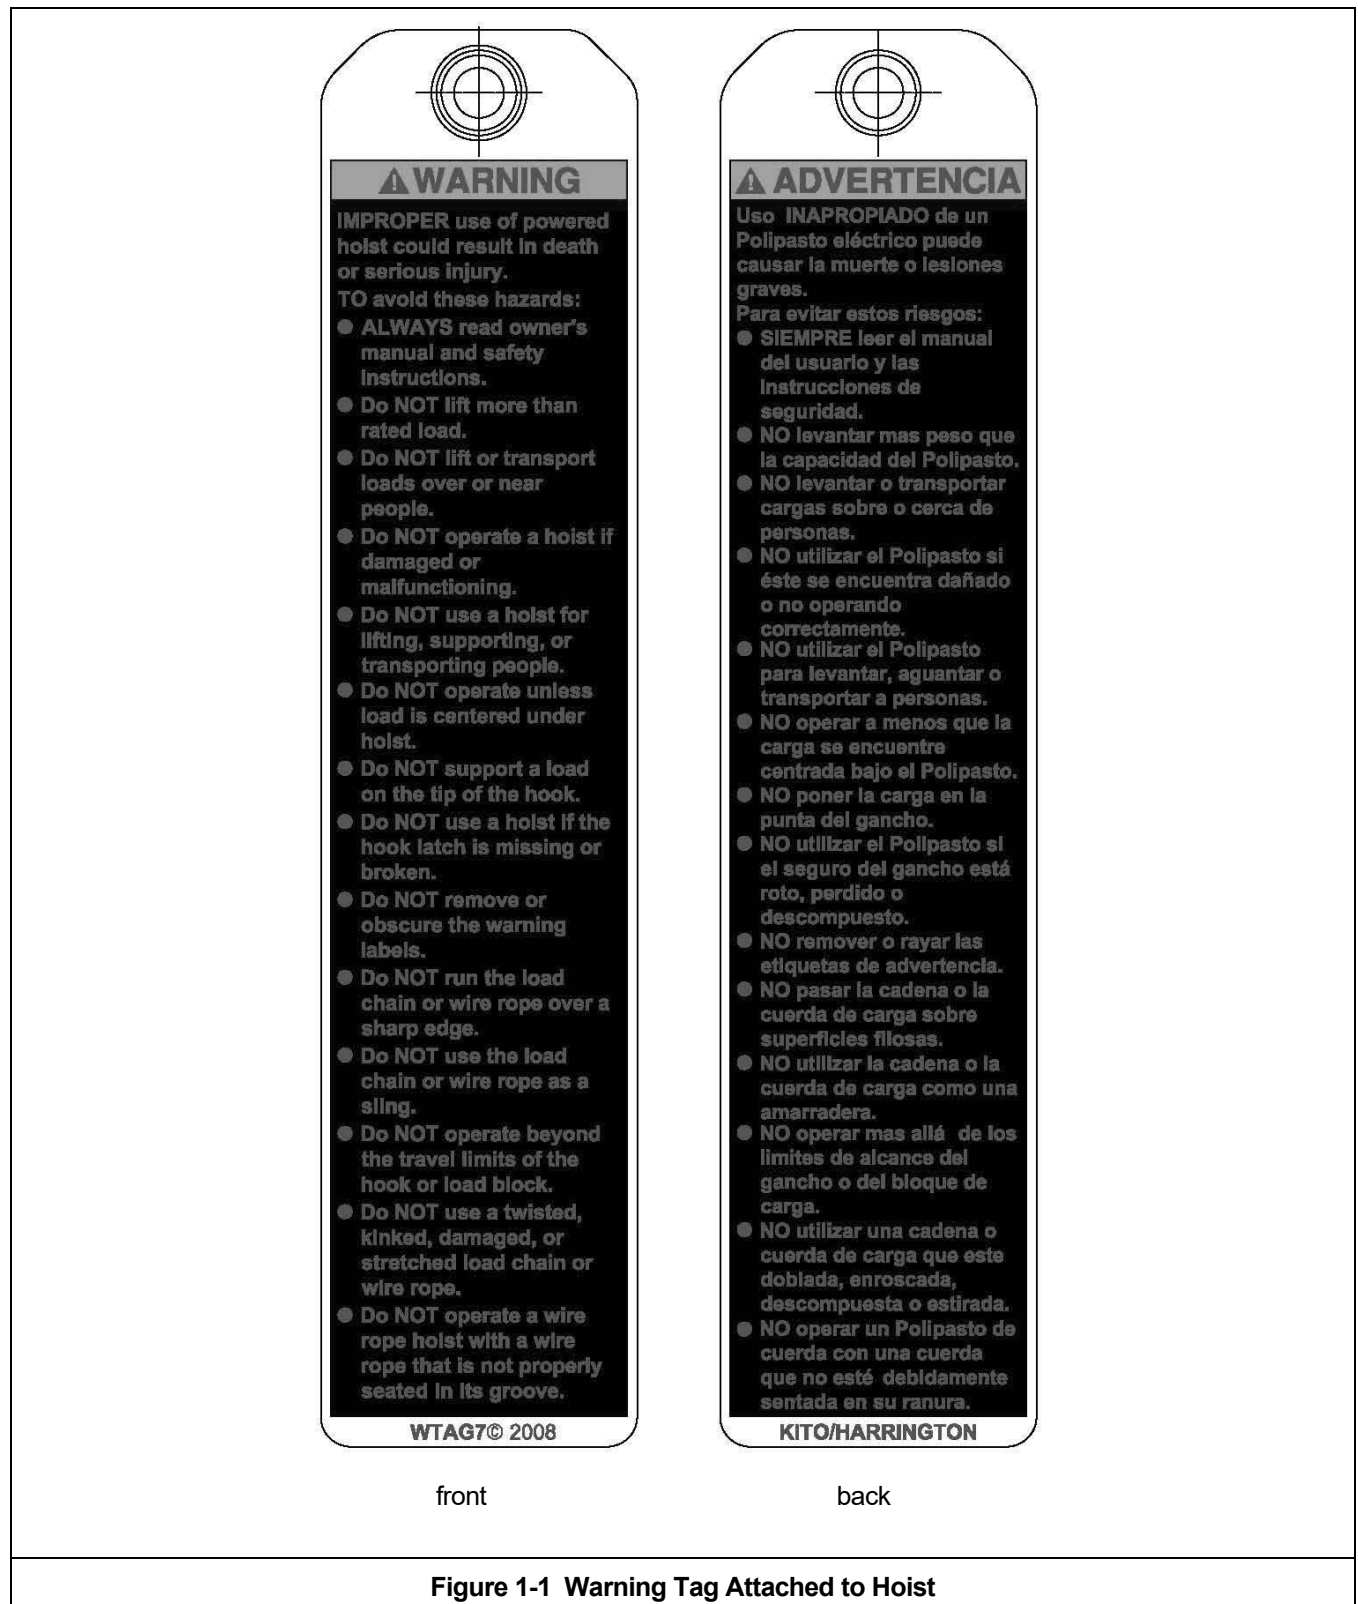 WARNING
IMPROPER use of powered
hoist could result in death
or serious injury.
TO avoid these hazards:
● ALWAYS read owner's
manual and safety
instructions.
● Do NOT lift more than
rated load.
● Do NOT lift or transport
loads over or near
people.
● Do NOT operate a hoist if
damaged or
malfunctioning.
● Do NOT use a hoist for
lifting, supporting, or
transporting people.
● Do NOT operate unless
load is centered under
hoist.
● Do NOT support a load
on the tip of the hook.
● Do NOT use a hoist if the
hook latch is missing or
broken.
● Do NOT remove or
obscure the warning
labels.
● Do NOT run the load
chain or wire rope over a
sharp edge.
● Do NOT use the load
chain or wire rope as a
sling.
● Do NOT operate beyond
the travel limits of the
hook or load block.
● Do NOT use a twisted,
kinked, damaged, or
stretched load chain or
wire rope.
● Do NOT operate a wire
rope hoist with a wire
rope that is not properly
seated in its groove.
WTAG7© 2008
front
ADVERTENCIA
Uso INAPROPIADO de un
Polipasto eléctrico puede
causar la muerte o lesiones
graves.
Para evitar estos riesgos:
● SIEMPRE leer el manual
del usuario y las
instrucciones de
seguridad.
● NO levantar mas peso que
la capacidad del Polipasto.
● NO levantar o transportar
cargas sobre o cerca de
personas.
● NO utilizar el Polipasto si
éste se encuentra dañado
o no operando
correctamente.
● NO utilizar el Polipasto
para levantar, aguantar o
transportar a personas.
● NO operar a menos que la
carga se encuentre
centrada bajo el Polipasto.
● NO poner la carga en la
punta del gancho.
● NO utilizar el Polipasto si
el seguro del gancho está
roto, perdido o
descompuesto.
● NO remover o rayar las
etiquetas de advertencia.
● NO pasar la cadena o la
cuerda de carga sobre
superficies filosas.
● NO utilizar la cadena o la
cuerda de carga como una
amarradera.
● NO operar mas allá de los
limites de alcance del
gancho o del bloque de
carga.
● NO utilizar una cadena o
cuerda de carga que este
doblada, enroscada,
descompuesta o estirada.
● NO operar un Polipasto de
cuerda con una cuerda
que no esté debidamente
sentada en su ranura.
KITO/HARRINGTON
back
Figure 1-1 Warning Tag Attached to Hoist